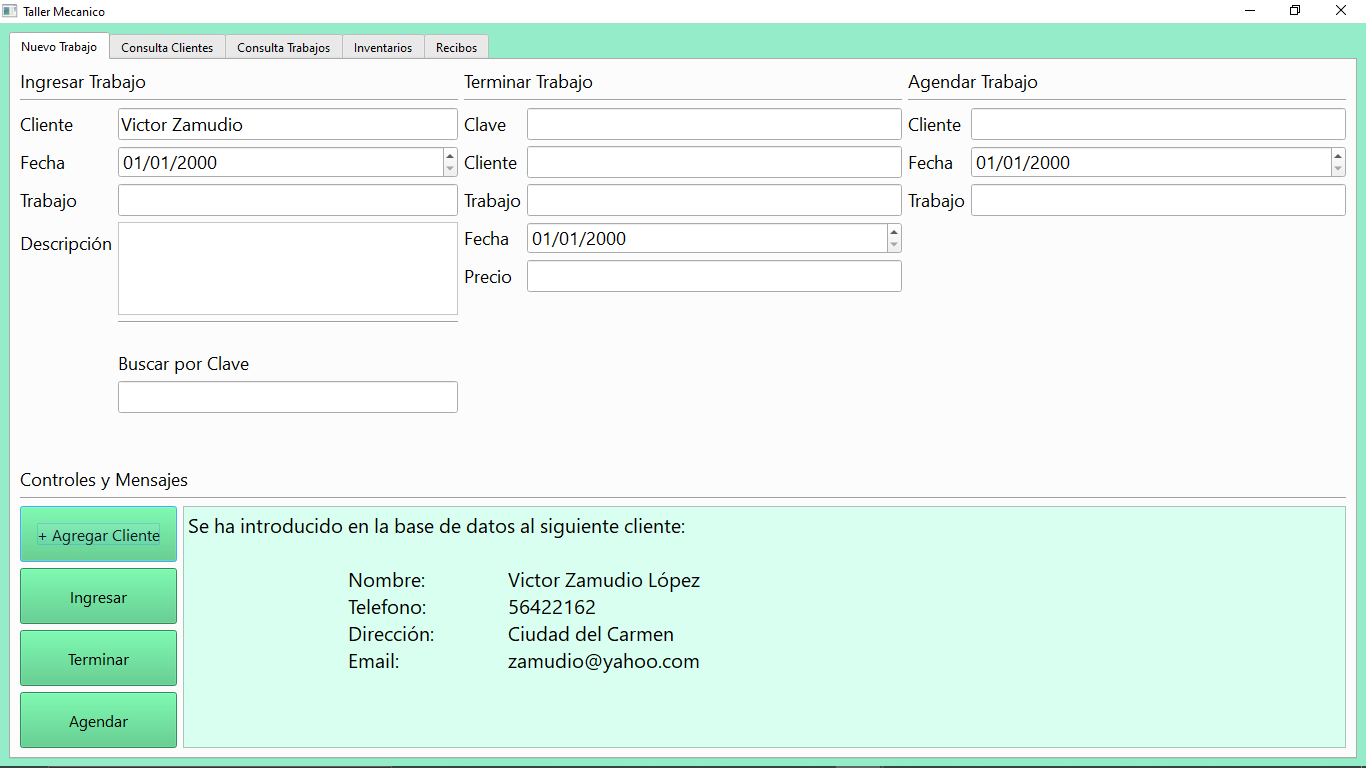 Taller Mecanico
Nuevo Trabajo Consulta Clientes Consulta Trabajos Inventarios Recibos
Ingresar Trabajo
Cliente Victor Zamudio
Fecha 01/01/2000
Trabajo
Descripción
Buscar por Clave
Terminar Trabajo
Clave
Cliente
Trabajo
Fecha 01/01/2000
Precio
Agendar Trabajo
Cliente
Fecha 01/01/2000
Trabajo
Controles y Mensajes
+ Agregar Cliente
Ingresar
Terminar
Agendar
Se ha introducido en la base de datos al siguiente cliente:
Nombre: Victor Zamudio López
Telefono: 56422162
Dirección: Ciudad del Carmen
Email: zamudio@yahoo.com